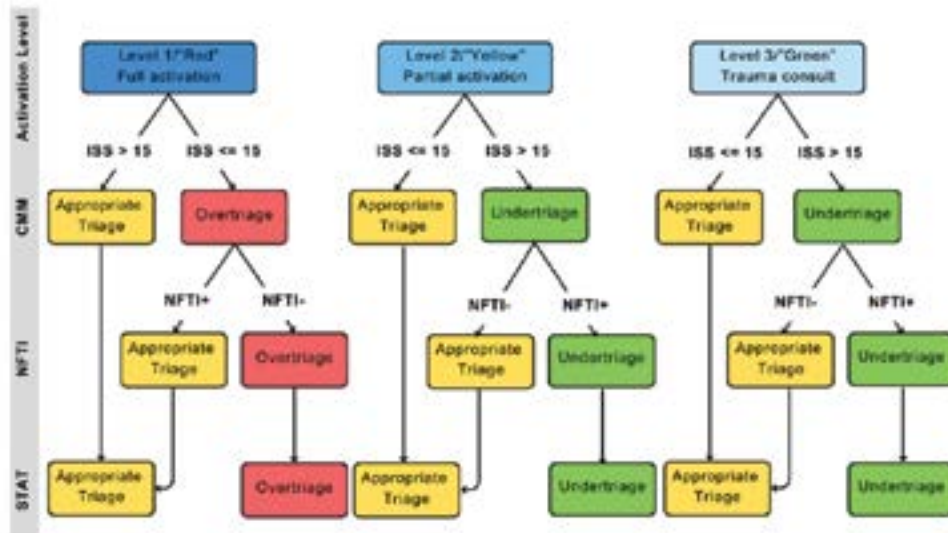 Activation Level
Level 1/"Red"
Full activation
Level 2/"Yellow"
Partial activation
Level 3/"Green"
Trauma consult
ISS > 15
ISS <= 15
ISS <= 15
ISS > 15
ISS <= 15
ISS > 15
CMM
Appropriate
Triage
Overtriage
Appropriate
Triage
Undertriage
Appropriate
Triage
Undertriage
NFTI+
NFTI-
NFTI-
NFTI+
NFTI-
NFTI+
NFTI
Appropriate
Triage
Overtriage
Appropriate
Triage
Undertriage
Appropriate
Triage
Undertriage
STAT
Appropriate
Triage
Overtriage
Appropriate
Triage
Undertriage
Appropriate
Triage
Undertriage